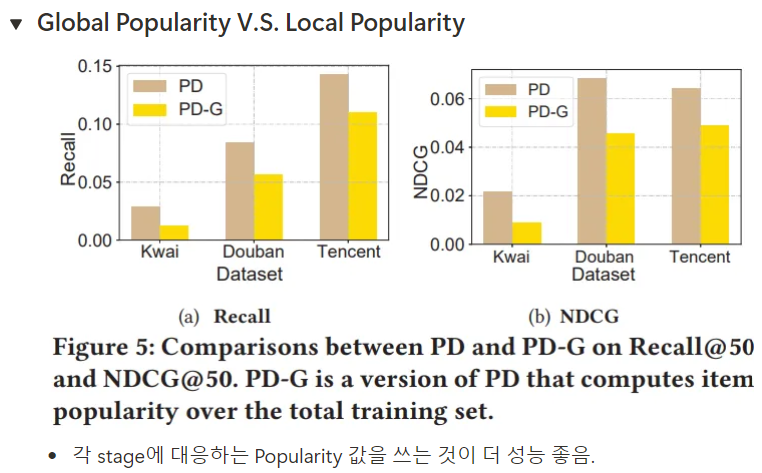 ▼ Global Popularity V.S. Local Popularity
0.15
0.10
0.05
0.00
Recall
PD
PD-G
Kwai Douban Tencent
Dataset
(a) Recall
0.06
0.04
0.02
0.00
NDCG
PD
PD-G
Kwai Douban Tencent
Dataset
(b) NDCG
Figure 5: Comparisons between PD and PD-G on Recall@50
and NDCG@50. PD-G is a version of PD that computes item
popularity over the total training set.
• 각 stage에 대응하는 Popularity 값을 쓰는 것이 더 성능 좋음.